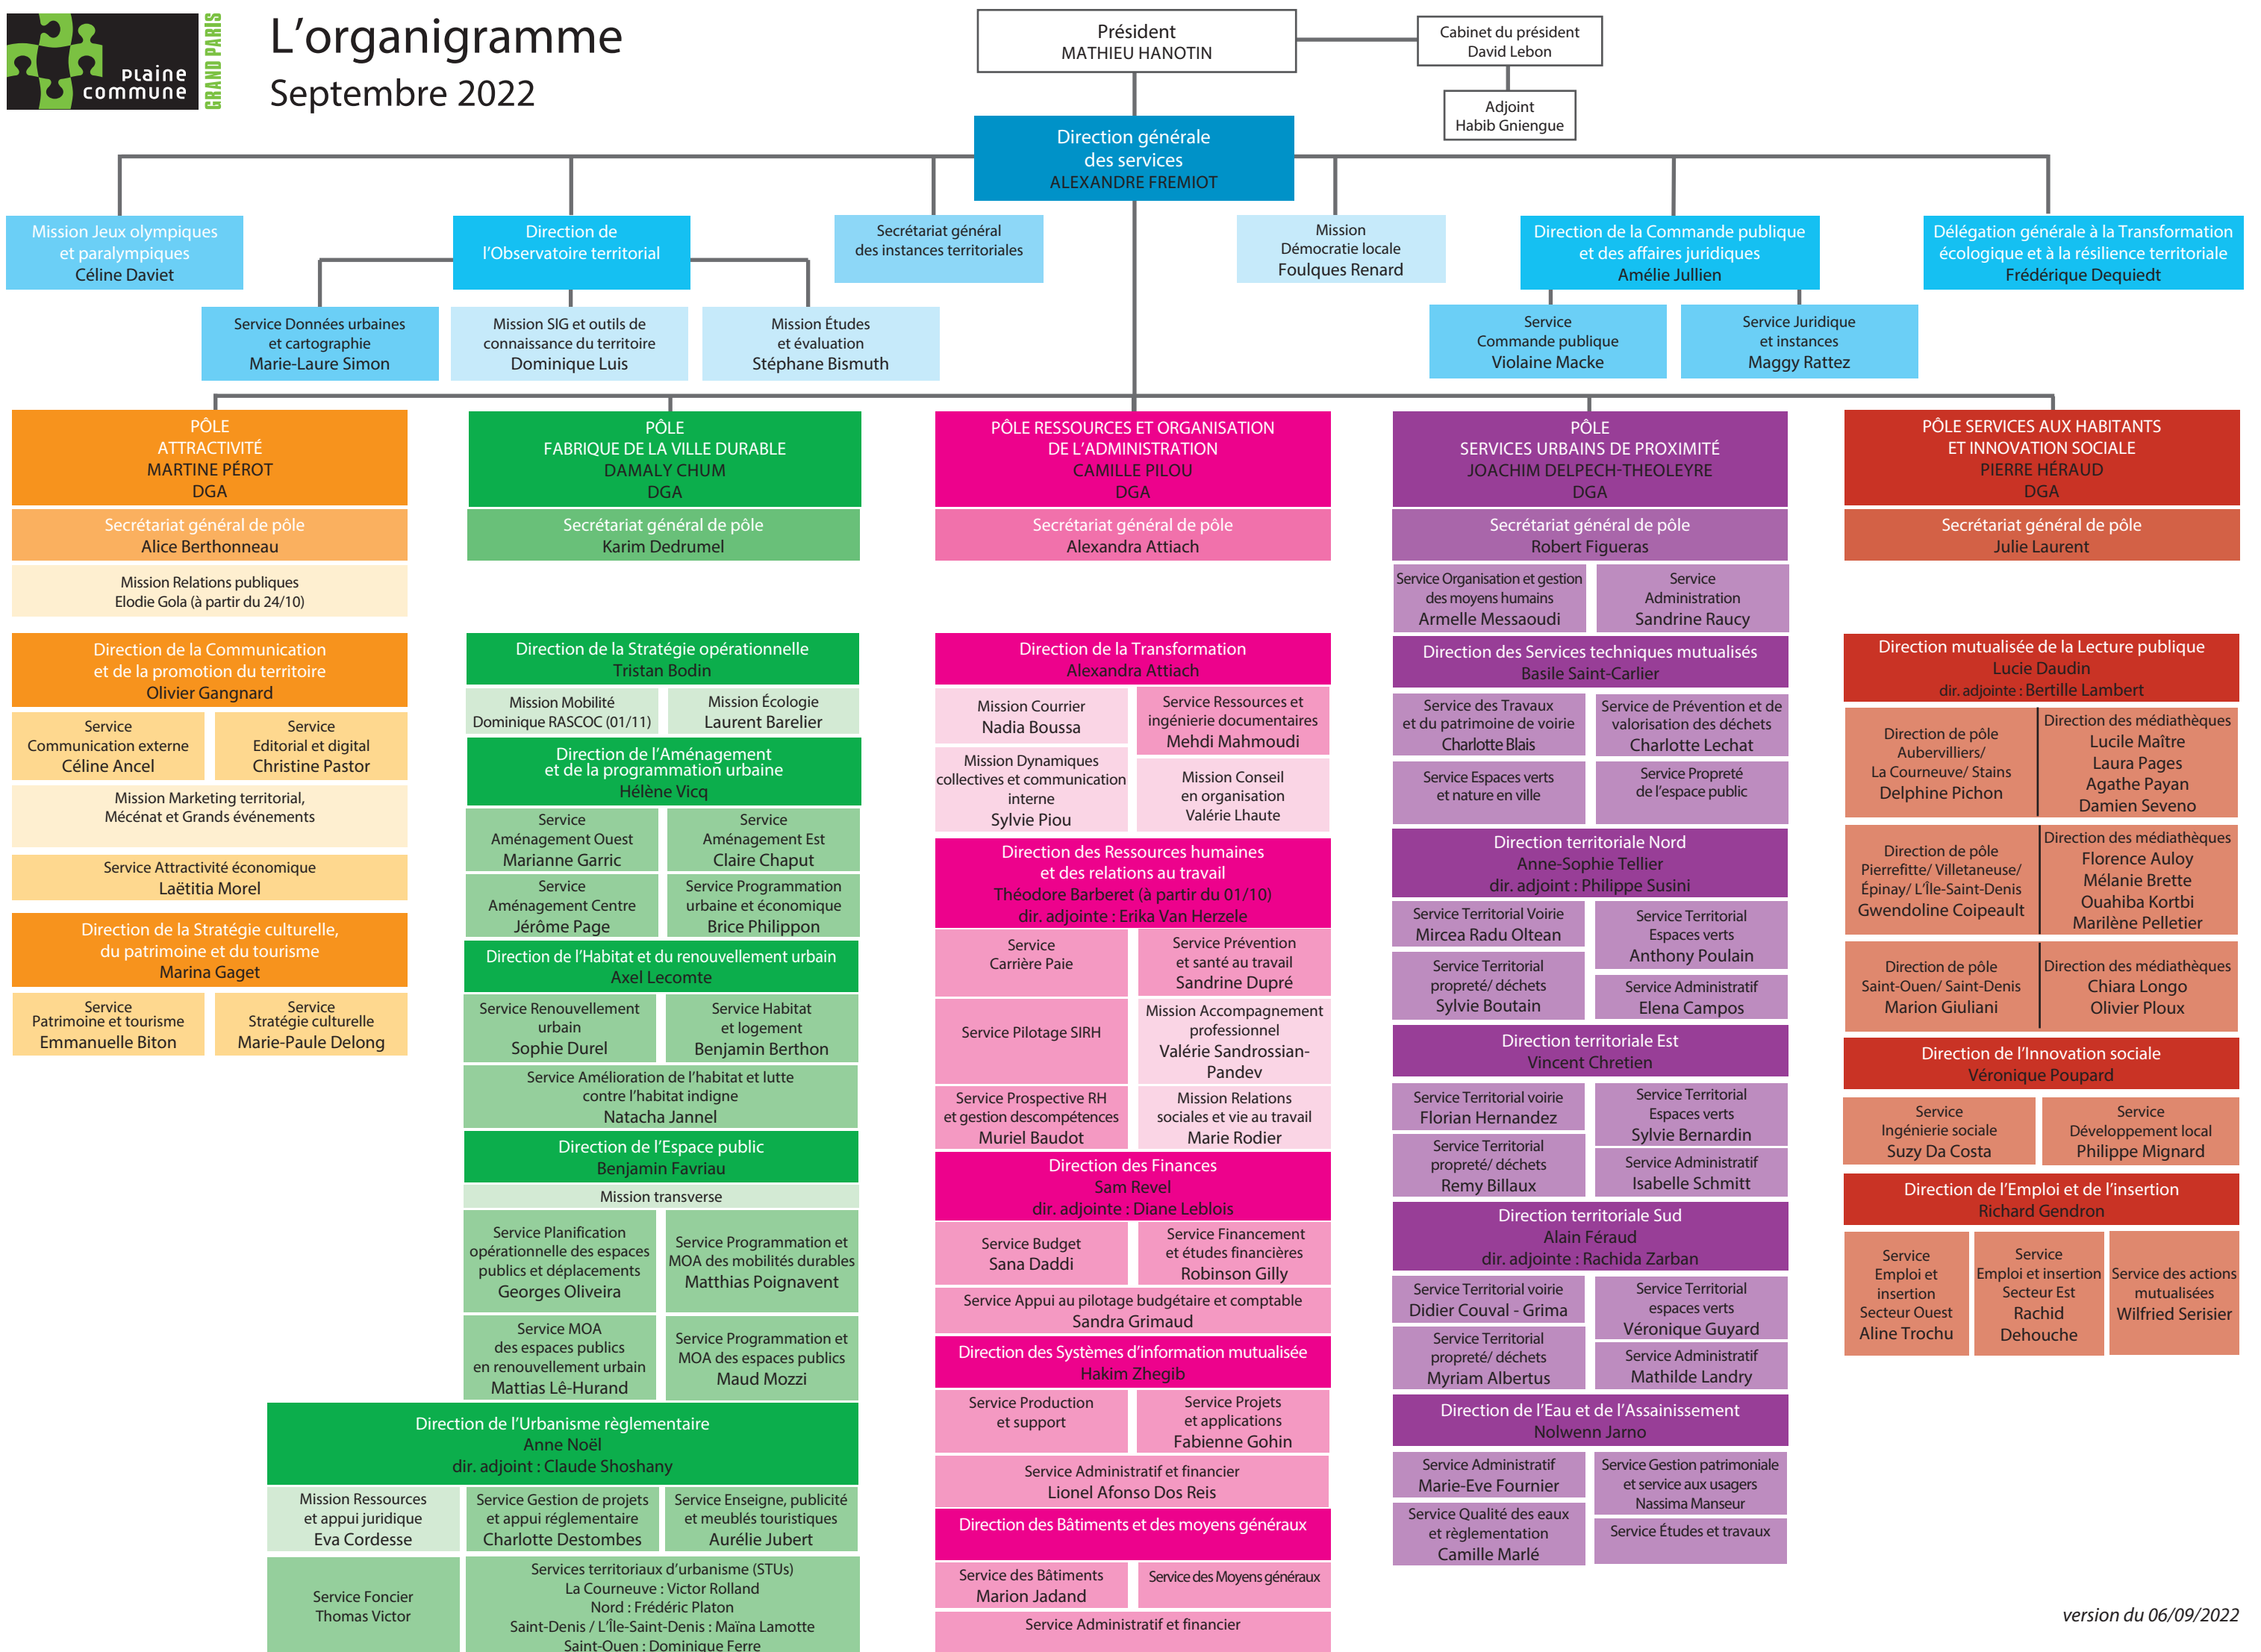 plaine
commune
GRAND PARIS
L'organigramme
Septembre 2022
Président
MATHIEU HANOTIN
Cabinet du président
David Lebon
Adjoint
Habib Gniengue
Direction générale
des services
ALEXANDRE FREMIOT
Mission Jeux olympiques
et paralympiques
Céline Daviet
Direction de
l'Observatoire territorial
Secrétariat général
des instances territoriales
Mission
Démocratie locale
Foulques Renard
Direction de la Commande publique
et des affaires juridiques
Amélie Jullien
Délégation générale à la Transformation
écologique et à la résilience territoriale
Frédérique Dequiedt
Service Données urbaines
et cartographie
Marie-Laure Simon
Mission SIG et outils de
connaissance du territoire
Dominique Luis
Mission Études
et évaluation
Stéphane Bismuth
Service
Commande publique
Violaine Macke
Service Juridique
et instances
Maggy Rattez
PÔLE
ATTRACTIVITÉ
MARTINE PÉROT
DGA
Secrétariat général de pôle
Alice Berthonneau
Mission Relations publiques
Elodie Gola (à partir du 24/10)
Direction de la Communication
et de la promotion du territoire
Olivier Gangnard
Service
Communication externe
Céline Ancel
Service
Editorial et digital
Christine Pastor
Mission Marketing territorial,
Mécénat et Grands événements
Service Attractivité économique
Laëtitia Morel
Direction de la Stratégie culturelle,
du patrimoine et du tourisme
Marina Gaget
Service
Patrimoine et tourisme
Emmanuelle Biton
Service
Stratégie culturelle
Marie-Paule Delong
PÔLE
FABRIQUE DE LA VILLE DURABLE
DAMALY CHUM
DGA
Secrétariat général de pôle
Karim Dedrumel
Direction de la Stratégie opérationnelle
Tristan Bodin
Mission Mobilité
Dominique RASCOC (01/11)
Mission Écologie
Laurent Barelier
Direction de l'Aménagement
et de la programmation urbaine
Hélène Vicq
Service
Aménagement Ouest
Marianne Garric
Service
Aménagement Est
Claire Chaput
Service
Aménagement Centre
Jérôme Page
Service Programmation
urbaine et économique
Brice Philippon
Direction de l'Habitat et du renouvellement urbain
Axel Lecomte
Service Renouvellement
urbain
Sophie Durel
Service Habitat
et logement
Benjamin Berthon
Service Amélioration de l'habitat et lutte
contre l'habitat indigne
Natacha Jannel
Direction de l'Espace public
Benjamin Favriau
Mission transverse
Service Planification
opérationnelle des espaces
publics et déplacements
Georges Oliveira
Service Programmation et
MOA des mobilités durables
Matthias Poignavent
Service MOA
des espaces publics
en renouvellement urbain
Mattias Lê-Hurand
Service Programmation et
MOA des espaces publics
Maud Mozzi
Direction de l'Urbanisme règlementaire
Anne Noël
dir. adjoint : Claude Shoshany
Mission Ressources
et appui juridique
Eva Cordesse
Service Gestion de projets
et appui réglementaire
Charlotte Destombes
Service Enseigne, publicité
et meublés touristiques
Aurélie Jubert
Service Foncier
Thomas Victor
Services territoriaux d'urbanisme (STUs)
La Courneuve : Victor Rolland
Nord : Frédéric Platon
Saint-Denis / L'Île-Saint-Denis : Maïna Lamotte
Saint-Ouen : Dominique Ferre
PÔLE RESSOURCES ET ORGANISATION
DE L'ADMINISTRATION
CAMILLE PILOU
DGA
Secrétariat général de pôle
Alexandra Attiach
Direction de la Transformation
Alexandra Attiach
Mission Courrier
Nadia Boussa
Service Ressources et
ingénierie documentaires
Mehdi Mahmoudi
Mission Dynamiques
collectives et communication
interne
Sylvie Piou
Mission Conseil
en organisation
Valérie Lhaute
Direction des Ressources humaines
et des relations au travail
Théodore Barberet (à partir du 01/10)
dir. adjointe : Erika Van Herzele
Service
Carrière Paie
Service Prévention
et santé au travail
Sandrine Dupré
Service Pilotage SIRH
Mission Accompagnement
professionnel
Valérie Sandrossian-
Pandev
Service Prospective RH
et gestion descompétences
Muriel Baudot
Mission Relations
sociales et vie au travail
Marie Rodier
Direction des Finances
Sam Revel
dir. adjointe : Diane Leblois
Service Budget
Sana Daddi
Service Financement
et études financières
Robinson Gilly
Service Appui au pilotage budgétaire et comptable
Sandra Grimaud
Direction des Systèmes d'information mutualisée
Hakim Zhegib
Service Production
et support
Service Projets
et applications
Fabienne Gohin
Service Administratif et financier
Lionel Afonso Dos Reis
Direction des Bâtiments et des moyens généraux
Service des Bâtiments
Marion Jadand
Service des Moyens généraux
Service Administratif et financier
PÔLE
SERVICES URBAINS DE PROXIMITÉ
JOACHIM DELPECH-THEOLEYRE
DGA
Secrétariat général de pôle
Robert Figueras
Service Organisation et gestion
des moyens humains
Armelle Messaoudi
Service
Administration
Sandrine Raucy
Direction des Services techniques mutualisés
Basile Saint-Carlier
Service des Travaux
et du patrimoine de voirie
Charlotte Blais
Service de Prévention et de
valorisation des déchets
Charlotte Lechat
Service Espaces verts
et nature en ville
Service Propreté
de l'espace public
Direction territoriale Nord
Anne-Sophie Tellier
dir. adjoint : Philippe Susini
Service Territorial Voirie
Mircea Radu Oltean
Service Territorial
Espaces verts
Anthony Poulain
Service Territorial
propreté/ déchets
Sylvie Boutain
Service Administratif
Elena Campos
Direction territoriale Est
Vincent Chretien
Service Territorial voirie
Florian Hernandez
Service Territorial
Espaces verts
Sylvie Bernardin
Service Territorial
propreté/ déchets
Remy Billaux
Service Administratif
Isabelle Schmitt
Direction territoriale Sud
Alain Féraud
dir. adjointe : Rachida Zarban
Service Territorial voirie
Didier Couval - Grima
Service Territorial
espaces verts
Véronique Guyard
Service Territorial
propreté/ déchets
Myriam Albertus
Service Administratif
Mathilde Landry
Direction de l'Eau et de l'Assainissement
Nolwenn Jarno
Service Administratif
Marie-Eve Fournier
Service Gestion patrimoniale
et service aux usagers
Nassima Manseur
Service Qualité des eaux
et règlementation
Camille Marlé
Service Études et travaux
PÔLE SERVICES AUX HABITANTS
ET INNOVATION SOCIALE
PIERRE HÉRAUD
DGA
Secrétariat général de pôle
Julie Laurent
Direction mutualisée de la Lecture publique
Lucie Daudin
dir. adjointe : Bertille Lambert
Direction de pôle
Aubervilliers/
La Courneuve/ Stains
Delphine Pichon
Direction des médiathèques
Lucile Maître
Laura Pages
Agathe Payan
Damien Seveno
Direction de pôle
Pierrefitte/ Villetaneuse/
Épinay/ L'Île-Saint-Denis
Gwendoline Coipeault
Direction des médiathèques
Florence Auloy
Mélanie Brette
Ouahiba Kortbi
Marilène Pelletier
Direction de pôle
Saint-Ouen/ Saint-Denis
Marion Giuliani
Direction des médiathèques
Chiara Longo
Olivier Ploux
Direction de l'Innovation sociale
Véronique Poupard
Service
Ingénierie sociale
Suzy Da Costa
Service
Développement local
Philippe Mignard
Direction de l'Emploi et de l'insertion
Richard Gendron
Service
Emploi et
insertion
Secteur Ouest
Aline Trochu
Service
Emploi et insertion
Secteur Est
Rachid
Dehouche
Service des actions
mutualisées
Wilfried Serisier
version du 06/09/2022